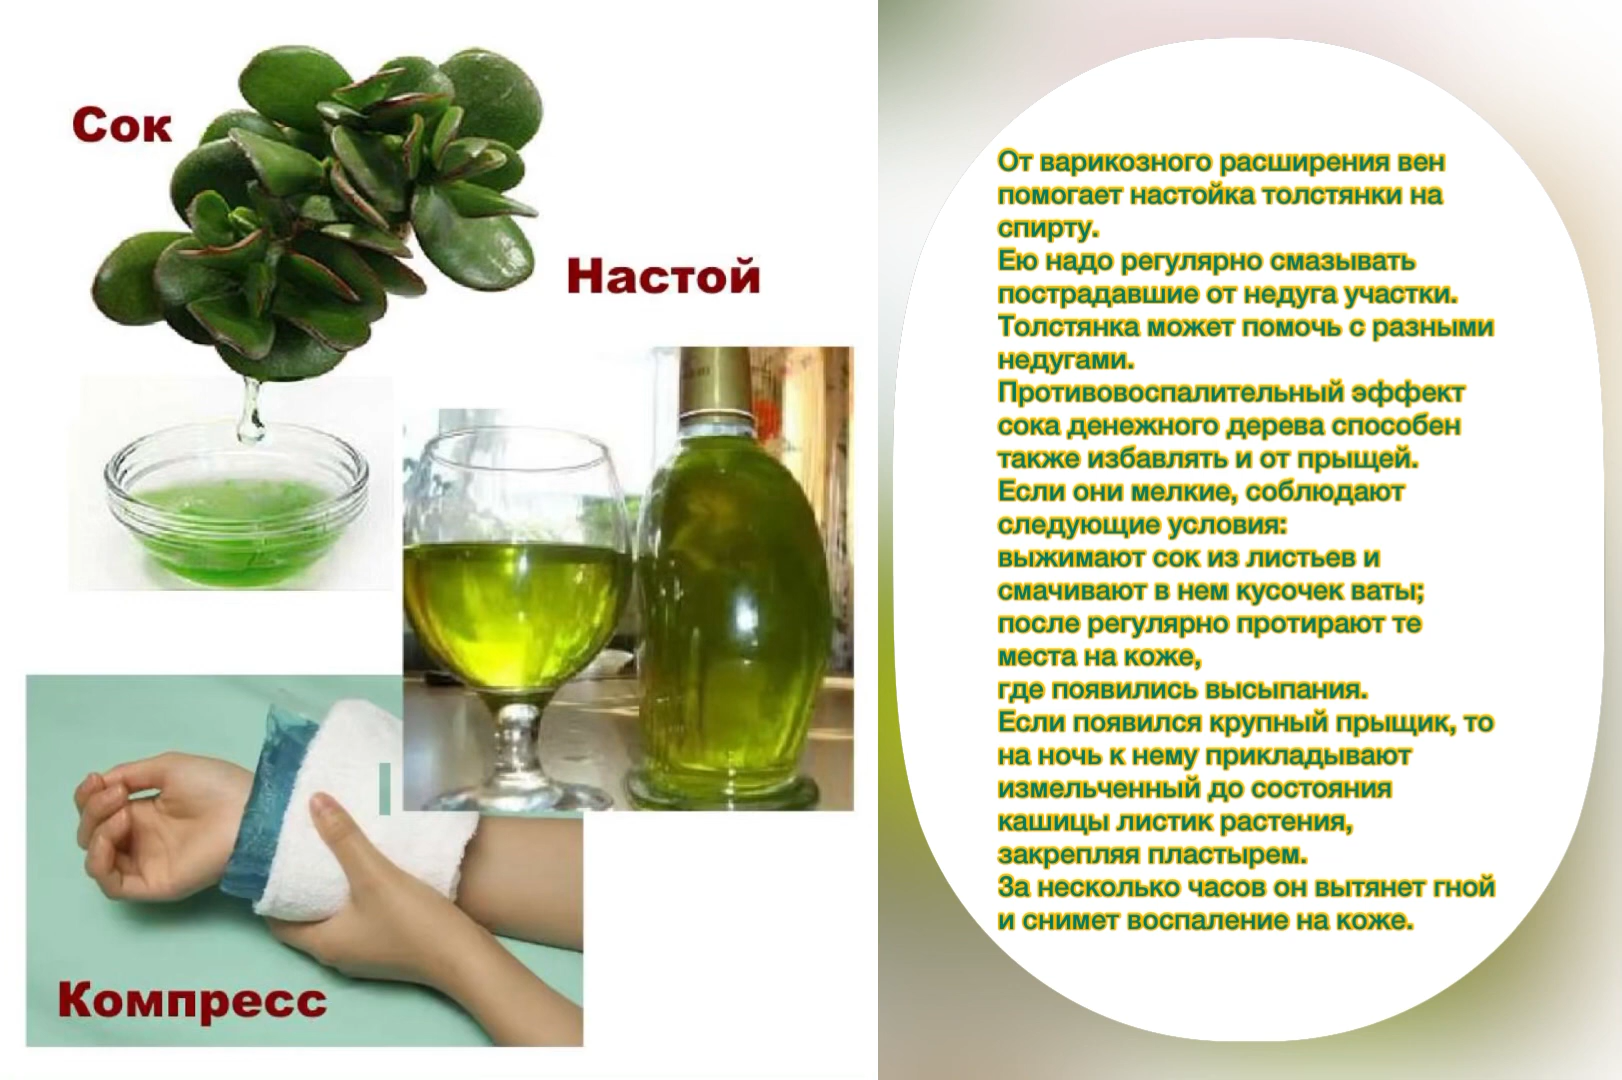 Сок
Настой
Компресс
От варикозного расширения вен
помогает настойка толстянки на
спирту.
Ею надо регулярно смазывать
пострадавшие от недуга участки.
Толстянка может помочь с разными
недугами.
Противовоспалительный эффект
сока денежного дерева способен
также избавлять и от прыщей.
Если они мелкие, соблюдают
следующие условия:
выжимают сок из листьев и
смачивают в нем кусочек ваты;
после регулярно протирают те
места на коже,
где появились высыпания.
Если появился крупный прыщик, то
на ночь к нему прикладывают
измельченный до состояния
кашицы листик растения,
закрепляя пластырем.
За несколько часов он вытянет гной
и снимет воспаление на коже.